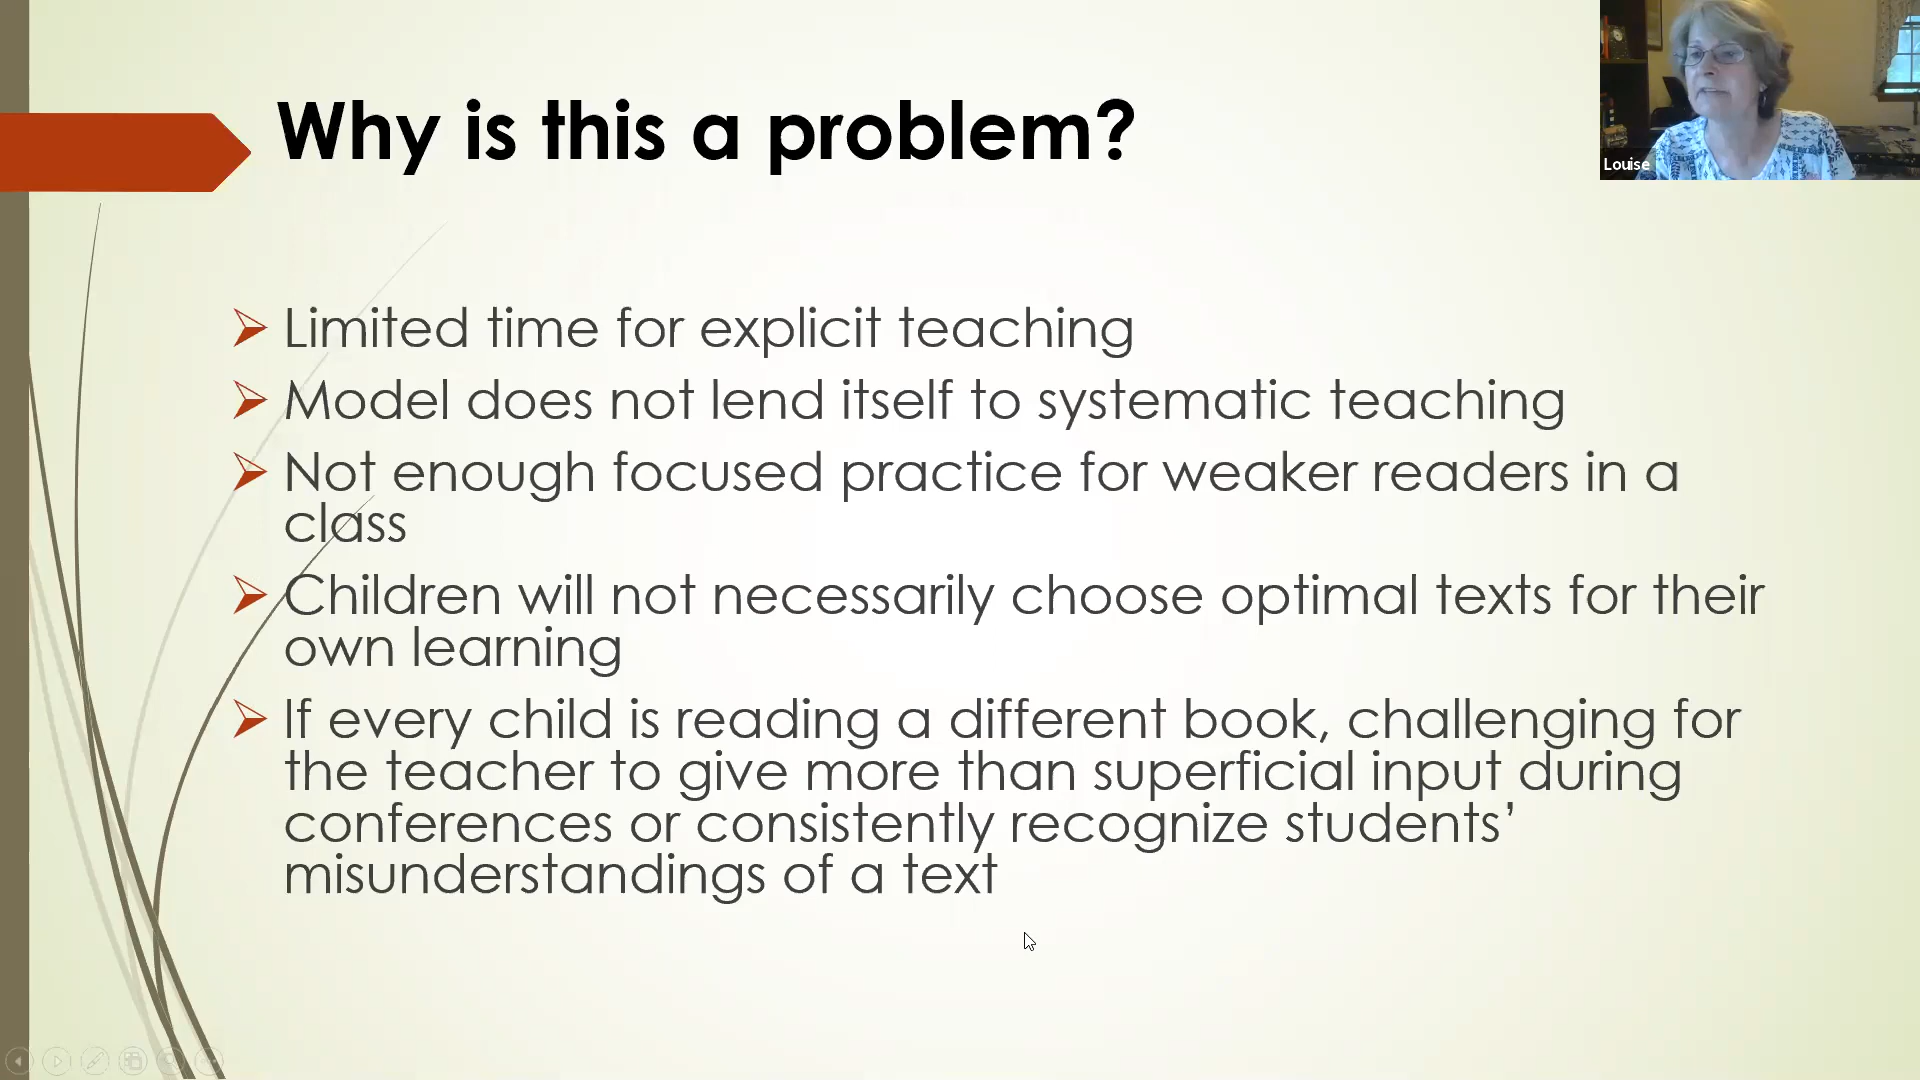 Why is this a problem?
Louise
Limited time for explicit teaching
Model does not lend itself to systematic teaching
Not enough focused practice for weaker readers in a
class
Children will not necessarily choose optimal texts for their
own learning
If every child is reading a different book, challenging for
the teacher to give more than superficial input during
conferences or consistently recognize students’
misunderstandings of a text